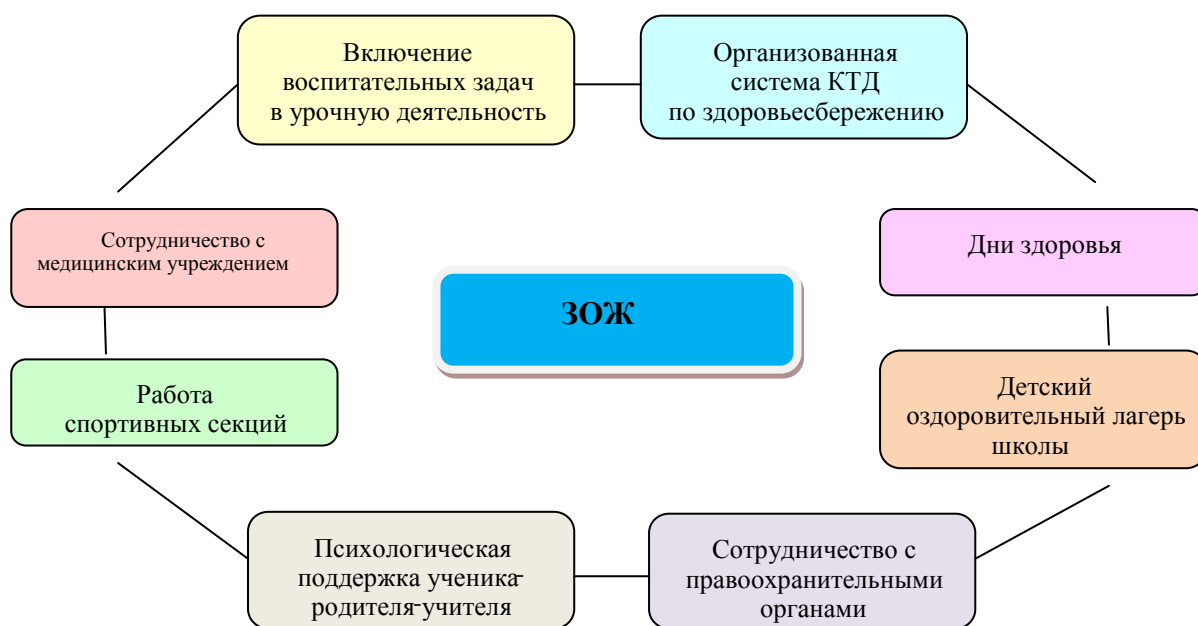 Включение
воспитательных задач
в урочную деятельность
Организованная
система КТД
по здоровьесбережению
Сотрудничество с
медицинским учреждением
Дни здоровья
ЗОЖ
Работа
спортивных секций
Детский
оздоровительный лагерь
школы
Психологическая
поддержка ученика-
родителя-учителя
Сотрудничество с
правоохранительными
органами